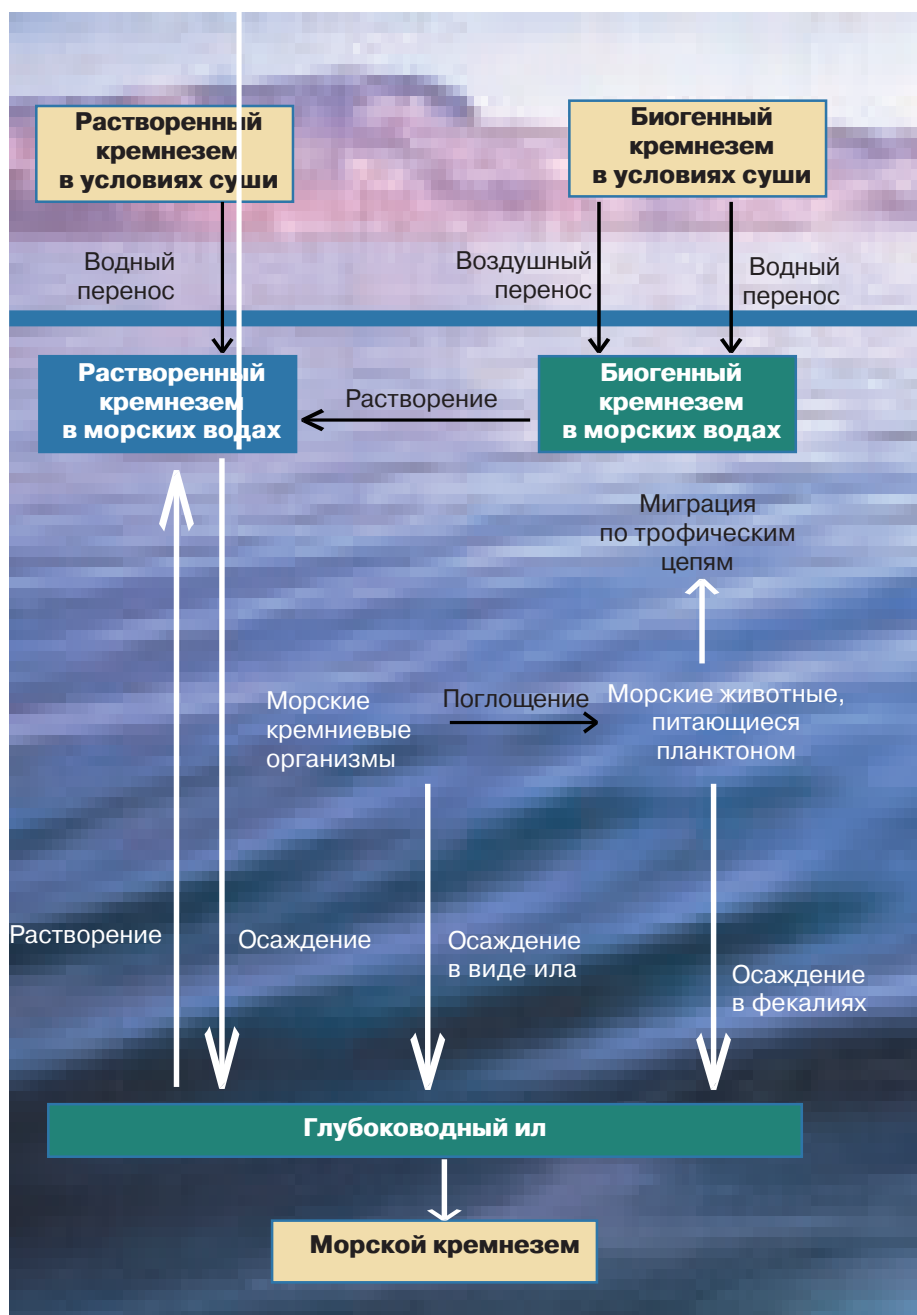 Растворенный
кремнезем
в условиях суши
Биогенный
кремнезем
в условиях суши
Водный
перенос
Воздушный
перенос
Водный
перенос
Растворенный
кремнезем
в морских водах
Растворение
Биогенный
кремнезем
в морских водах
Миграция
по трофическим
цепям
Морские
кремниевые
организмы
Поглощение
Морские животные,
питающиеся
планктоном
Растворение
Осаждение
Осаждение
в виде ила
Осаждение
в фекалиях
Глубоководный ил
Морской кремнезем